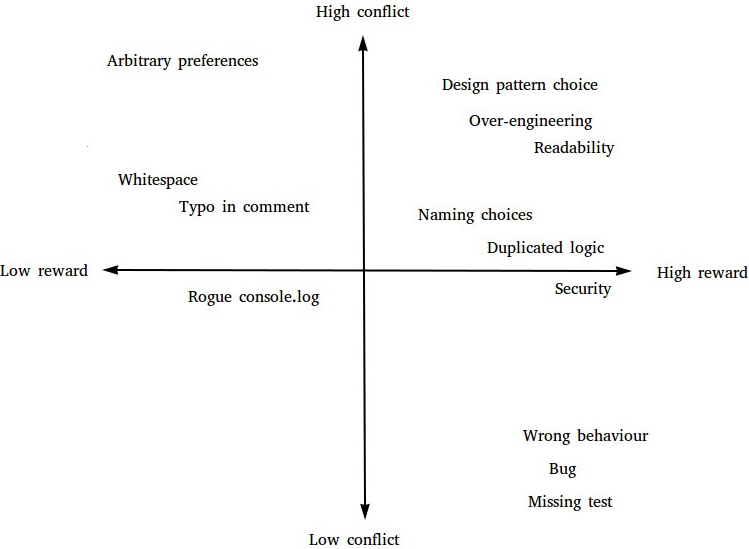 High conflict
Arbitrary preferences
Design pattern choice
Over-engineering
Readability
Whitespace
Typo in comment
Naming choices
Duplicated logic
Low reward
High reward
Security
Rogue console.log
Wrong behaviour
Bug
Missing test
Low conflict